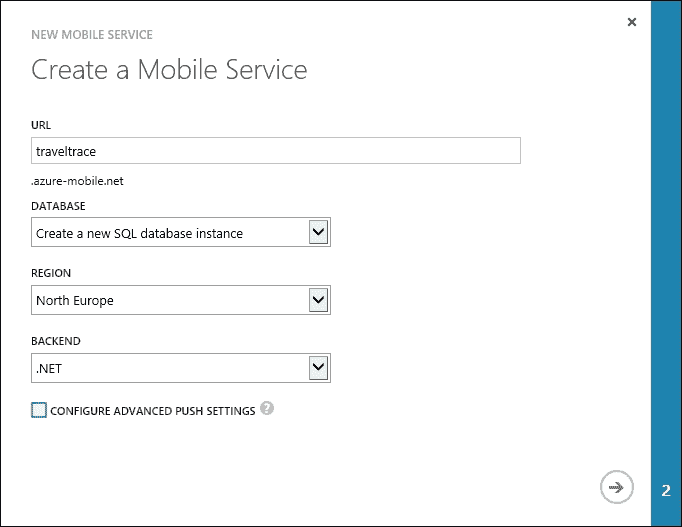 NEW MOBILE SERVICE
Create a Mobile Service
URL
traveltrace
.azure-mobile.net
DATABASE
Create a new SQL database instance
REGION
North Europe
BACKEND
.NET
CONFIGURE ADVANCED PUSH SETTINGS ?
2